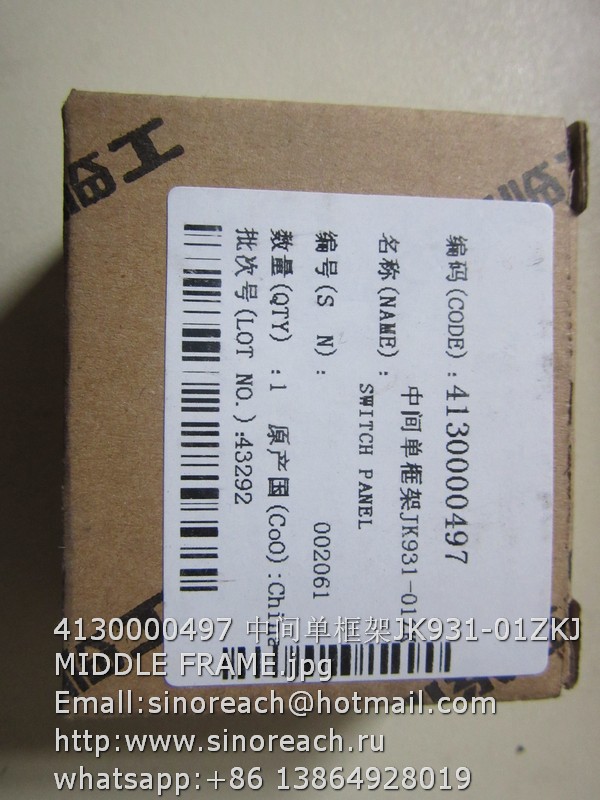 编码(CODE):4130000497
名称(NAME):中间单框架JK931-01
SWITCH PANEL
编号(S N): 002061
数量(QTY) :1 原产国(CoO):China
批次号(LOT NO.):43292
4130000497 中间单框架JK931-01ZKJ
MIDDLE FRAME.jpg
Emall:sinoreach@hotmail.com
http:www.sinoreach.ru
whatsapp:+86 13864928019